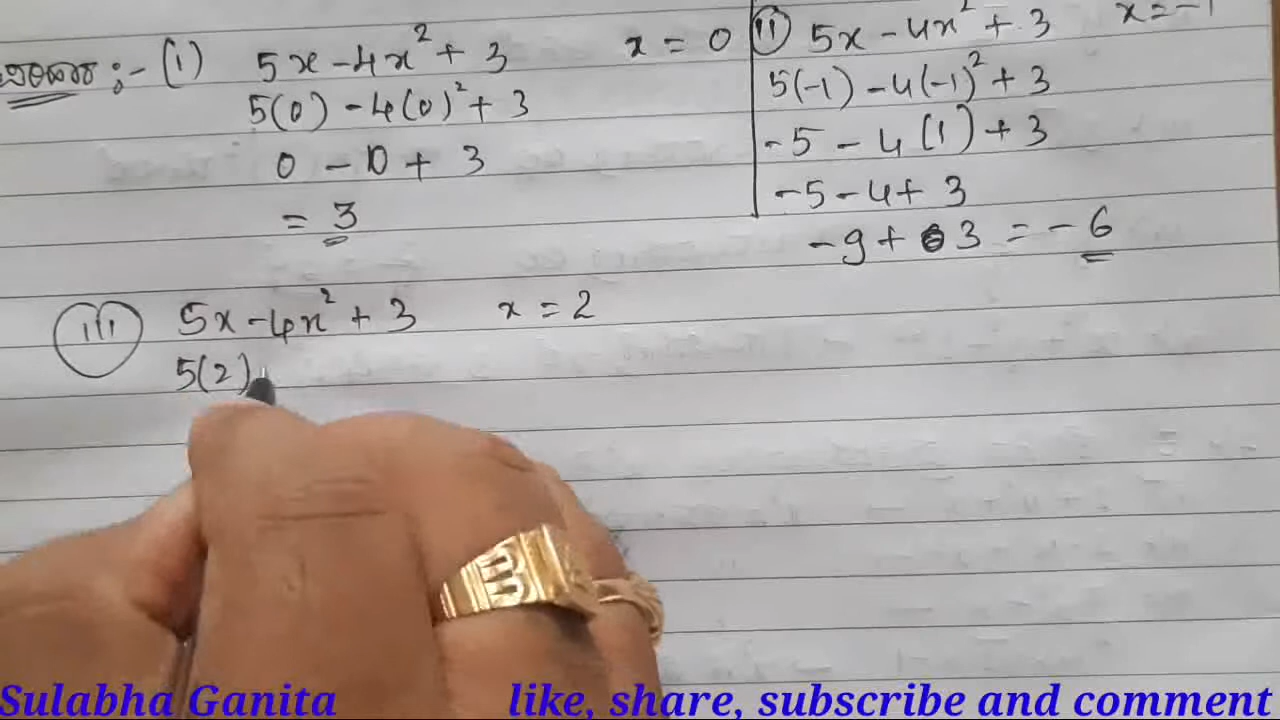 :- (i) 5x - 4x² + 3 x = 0
5(0) - 4(0)² + 3
0 - 0 + 3
= 3
(ii) 5x - 4x² + 3 x = -1
5(-1) - 4(-1)² + 3
-5 - 4(1) + 3
-5 - 4 + 3
-9 + 3 = -6
(iii) 5x - 4x² + 3 x = 2
5(2)
Sulabha Ganita like, share, subscribe and comment